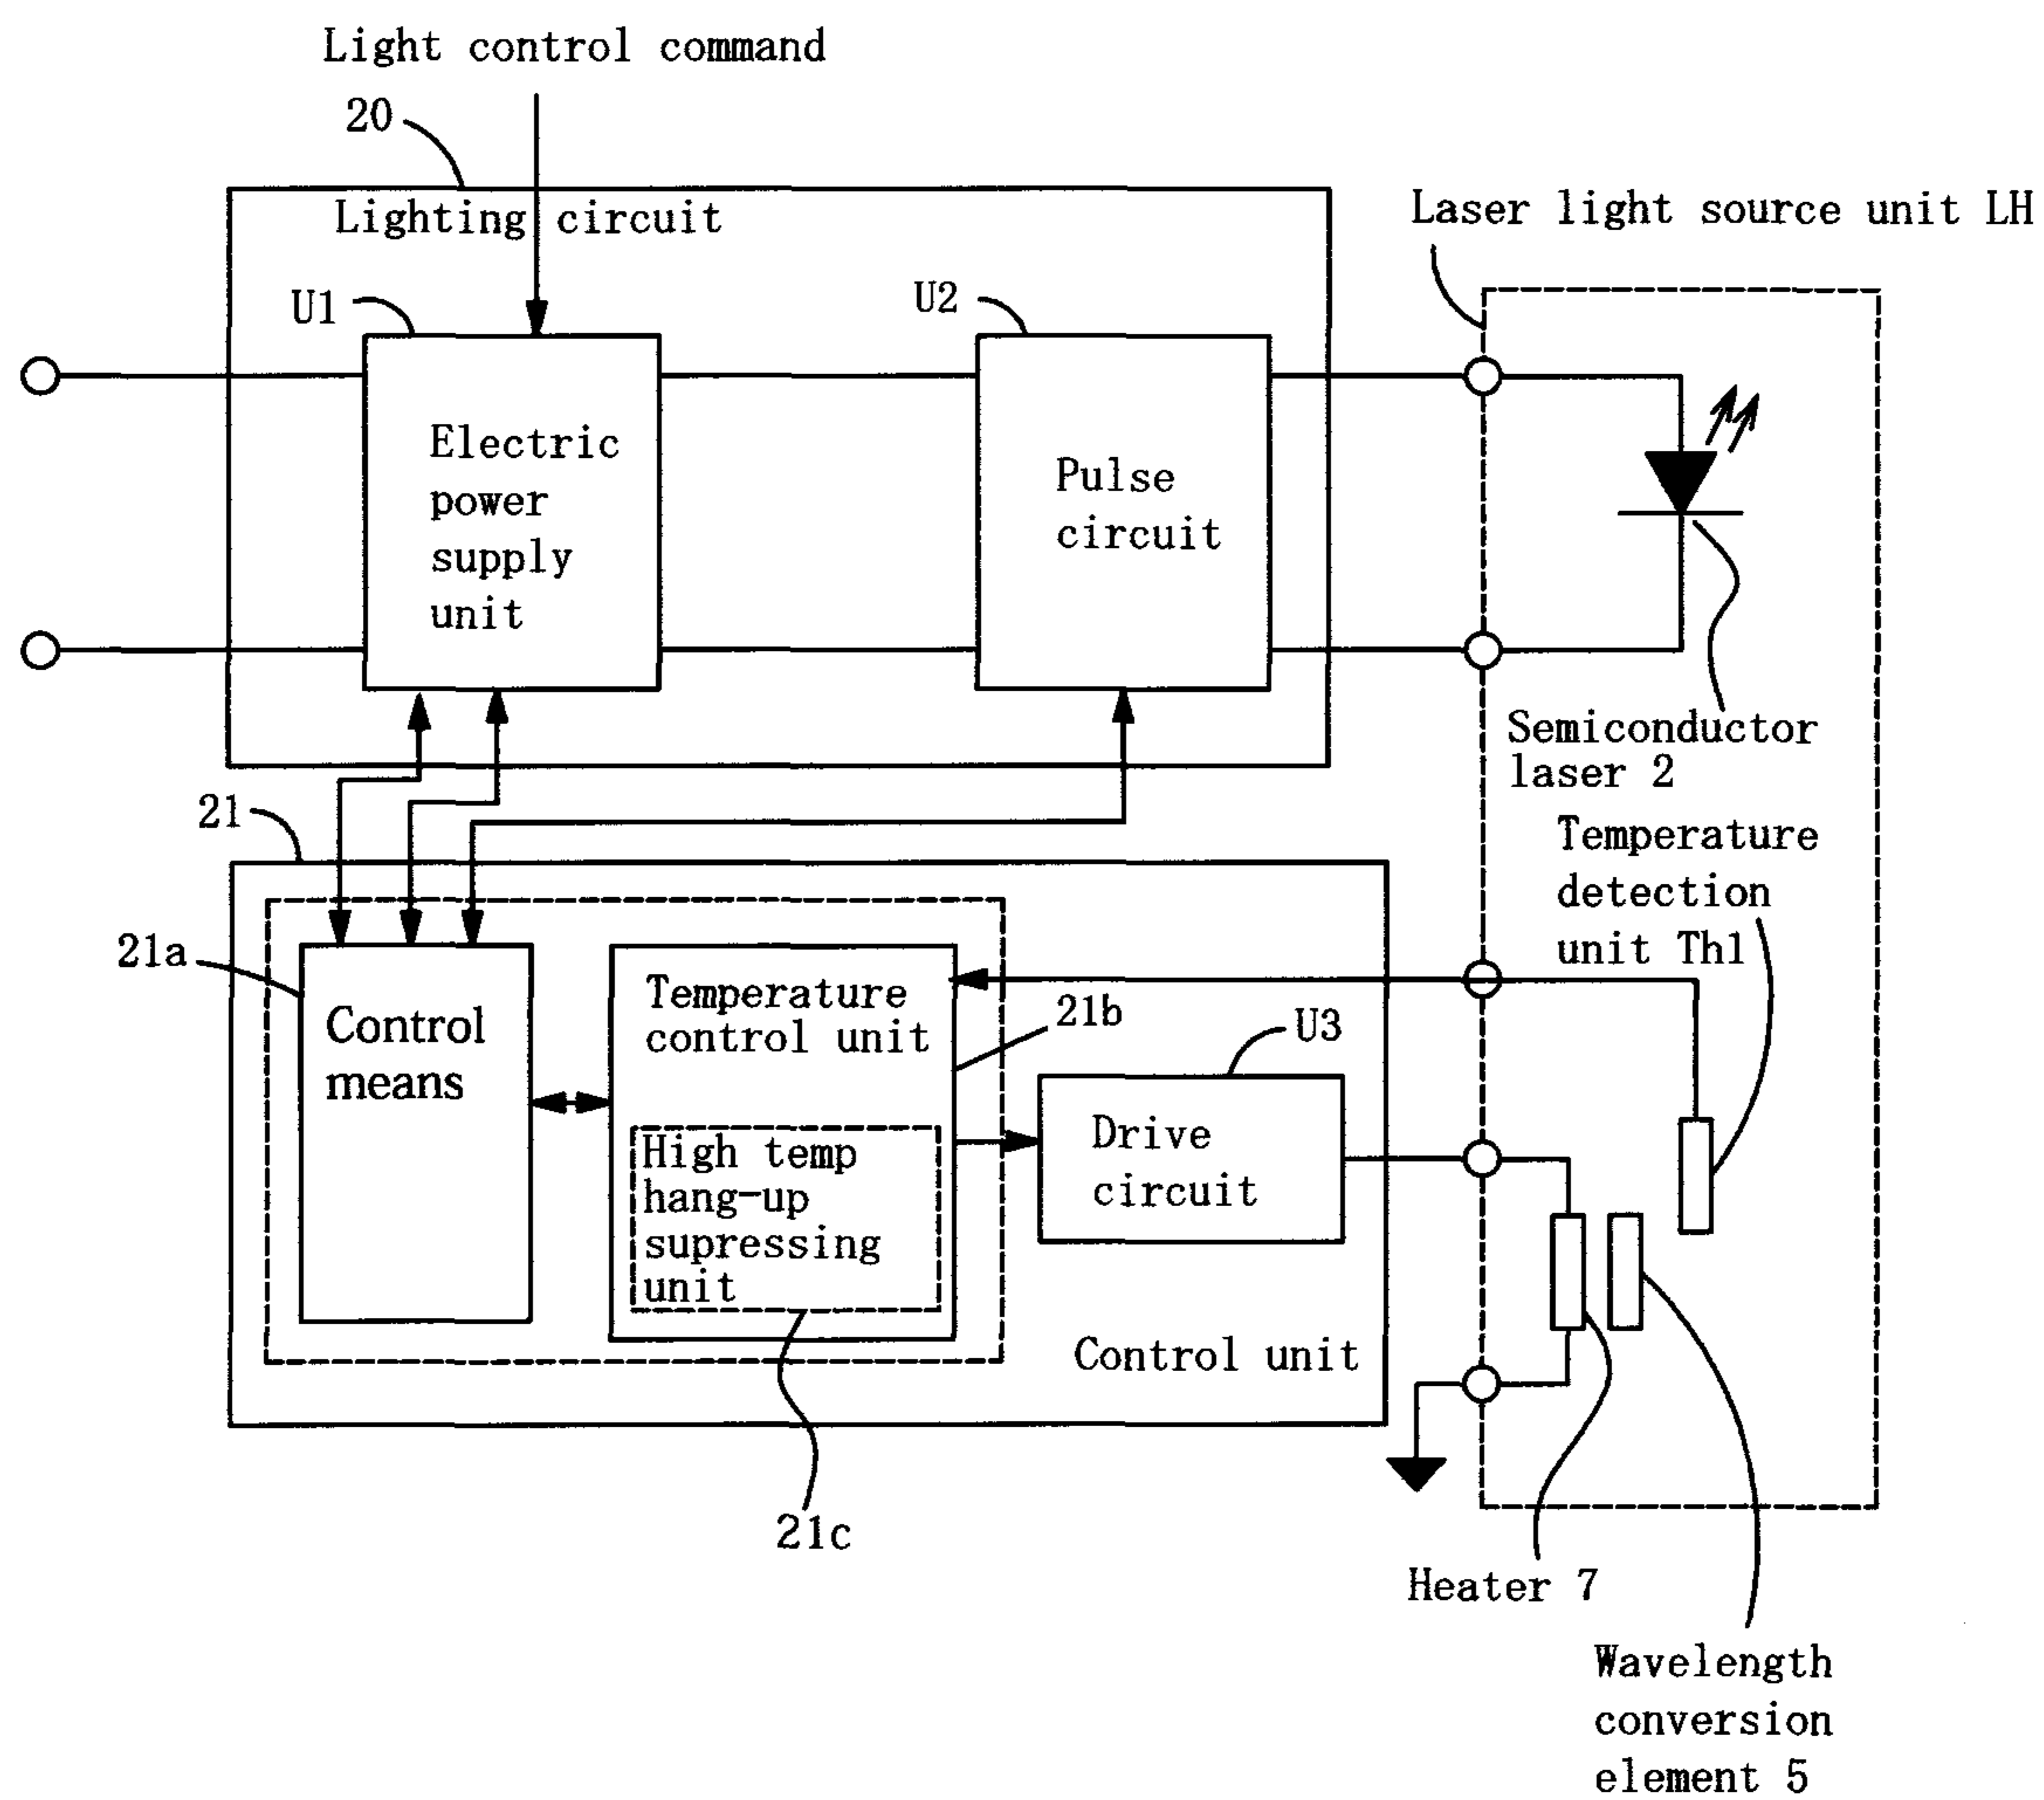 Light control command
20
Lighting circuit
Laser light source unit LH
U1
U2
Electric
power
supply
unit
Pulse
circuit
Semiconductor
laser 2
21
Temperature
detection
unit Th1
21a
Control
means
Temperature
control unit
21b
U3
High temp
hang-up
supressing
unit
Drive
circuit
Control unit
21c
Heater 7
Wavelength
conversion
element 5